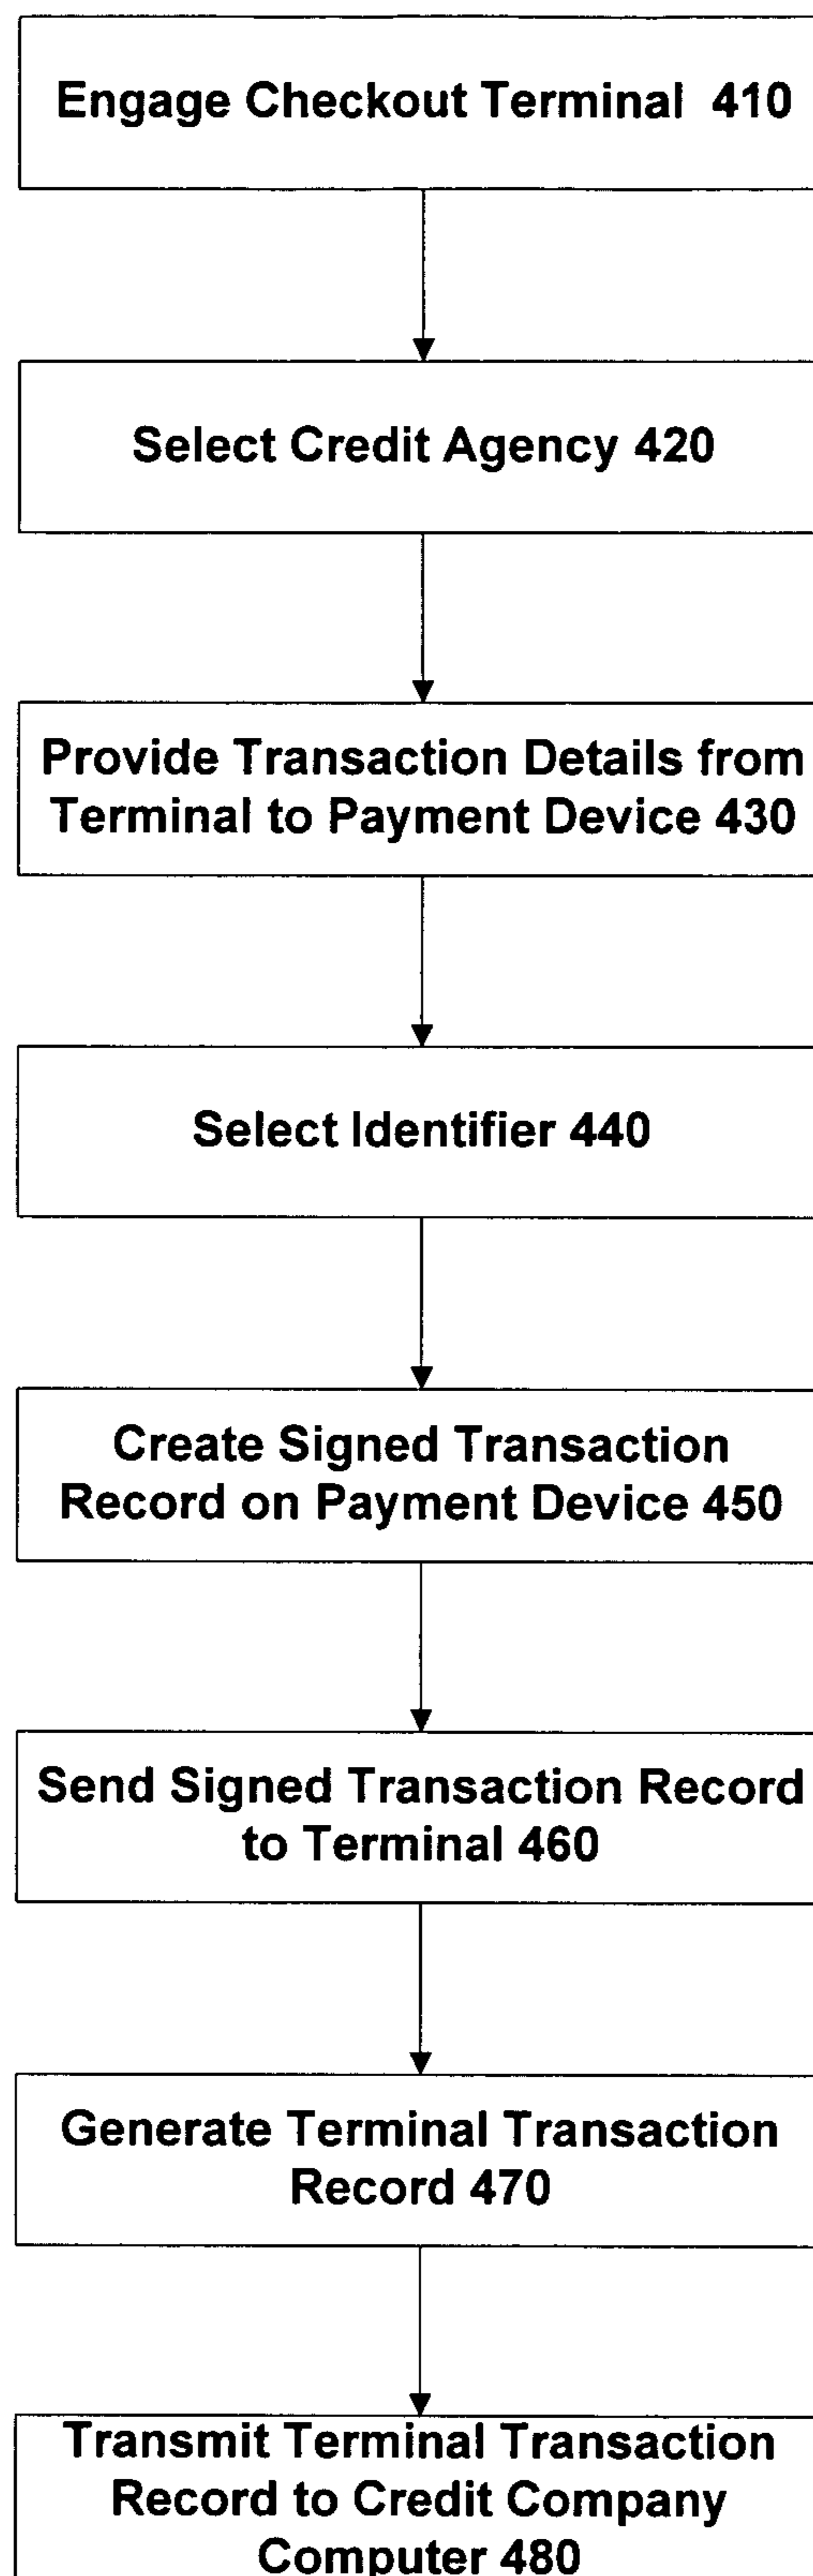 Engage Checkout Terminal 410
Select Credit Agency 420
Provide Transaction Details from
Terminal to Payment Device 430
Select Identifier 440
Create Signed Transaction
Record on Payment Device 450
Send Signed Transaction Record
to Terminal 460
Generate Terminal Transaction
Record 470
Transmit Terminal Transaction
Record to Credit Company
Computer 480